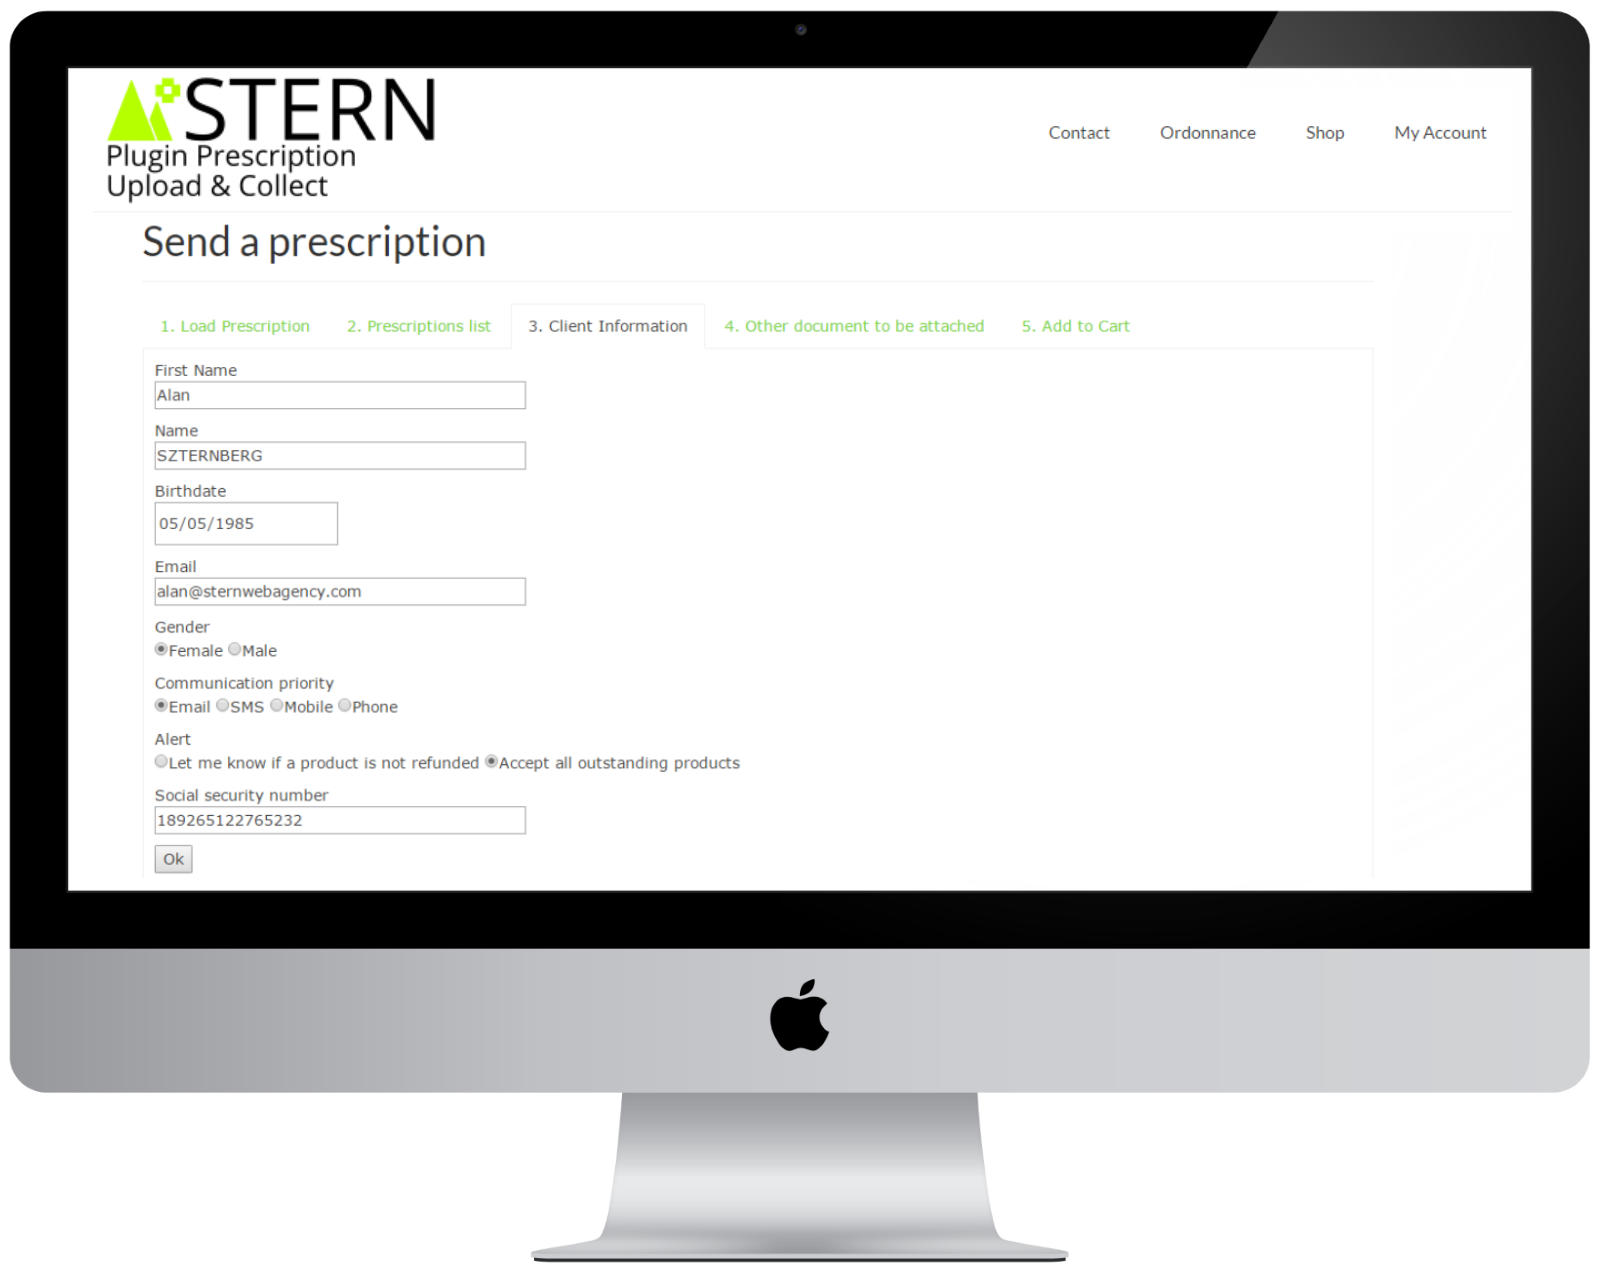 STERN
Plugin Prescription
Upload & Collect
Contact Ordonnance Shop My Account
Send a prescription
1. Load Prescription 2. Prescriptions list 3. Client Information 4. Other document to be attached 5. Add to Cart
First Name
Alan
Name
SZTERNBERG
Birthdate
05/05/1985
Email
alan@sternwebagency.com
Gender
Female Male
Communication priority
Email SMS Mobile Phone
Alert
Let me know if a product is not refunded Accept all outstanding products
Social security number
189265122765232
Ok